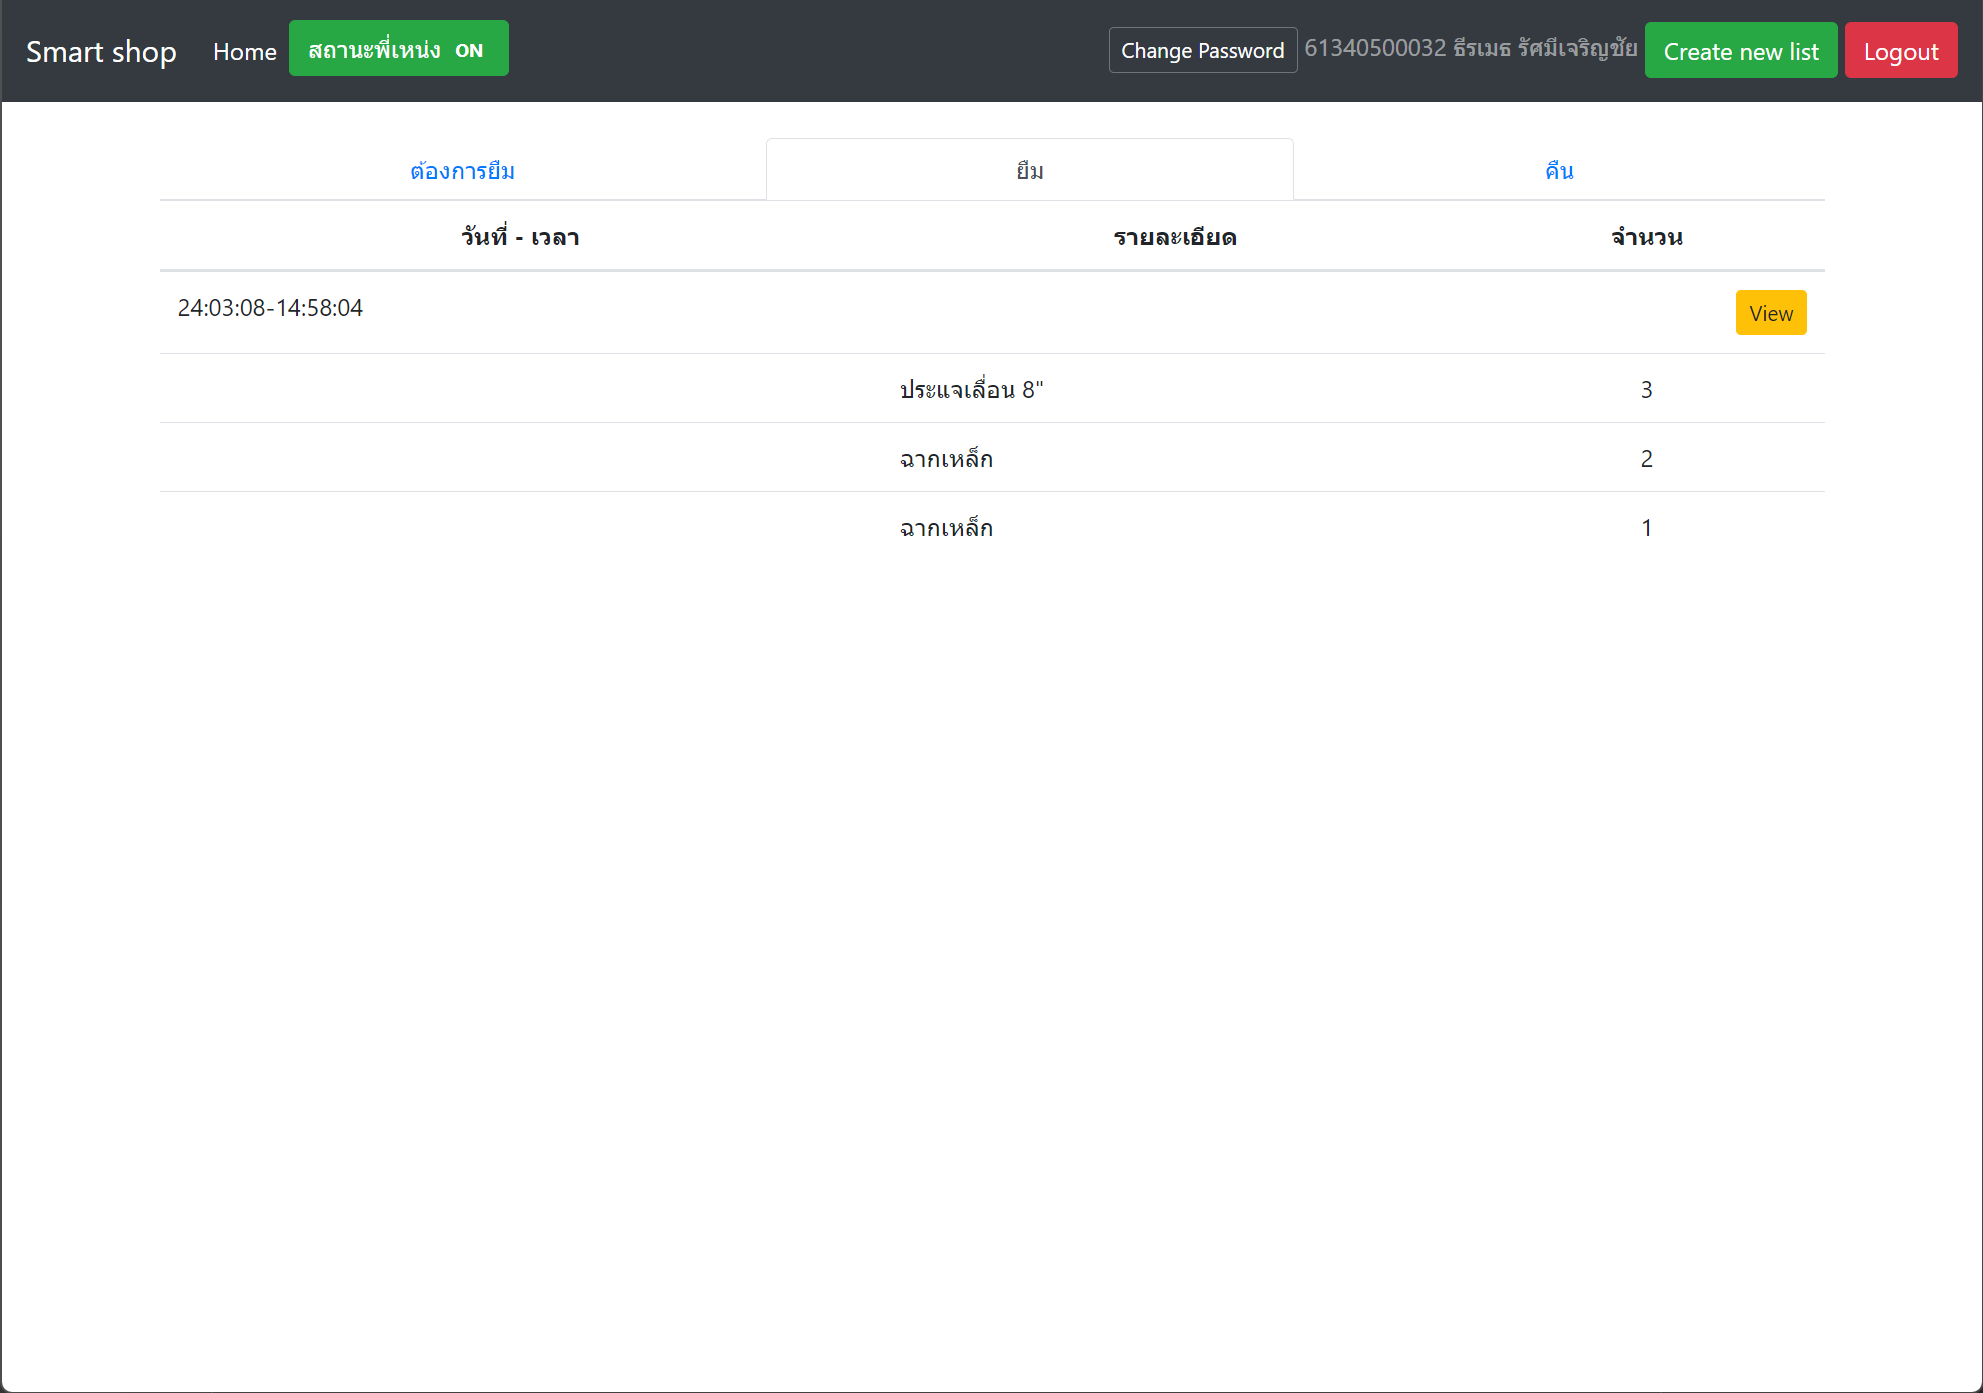 Smart shop Home สถานะพี่เหน่ง ON Change Password 61340500032 ธีรเมธ รัศมีเจริญชัย Create new list Logout
ต้องการยืม ยืม คืน
วันที่ - เวลา รายละเอียด จำนวน
24:03:08-14:58:04 View
ประแจเลื่อน 8" 3
ฉากเหล็ก 2
ฉากเหล็ก 1